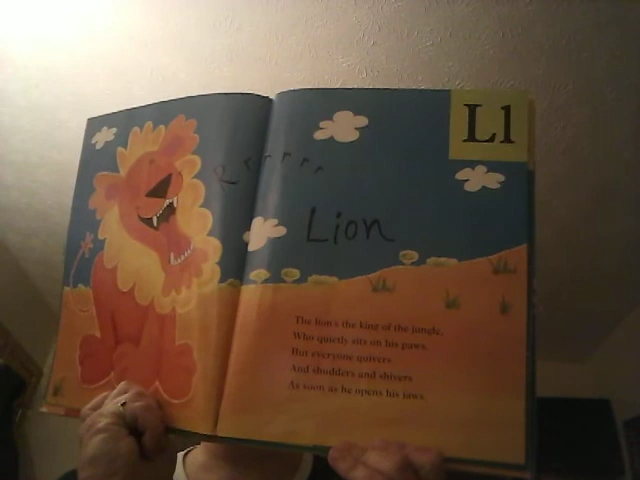 Ll
Rrrrrr
Lion
The lion's the king of the jungle,
Who quietly sits on his paws.
But everyone quivers
And shudders and shivers
As soon as he opens his jaws.